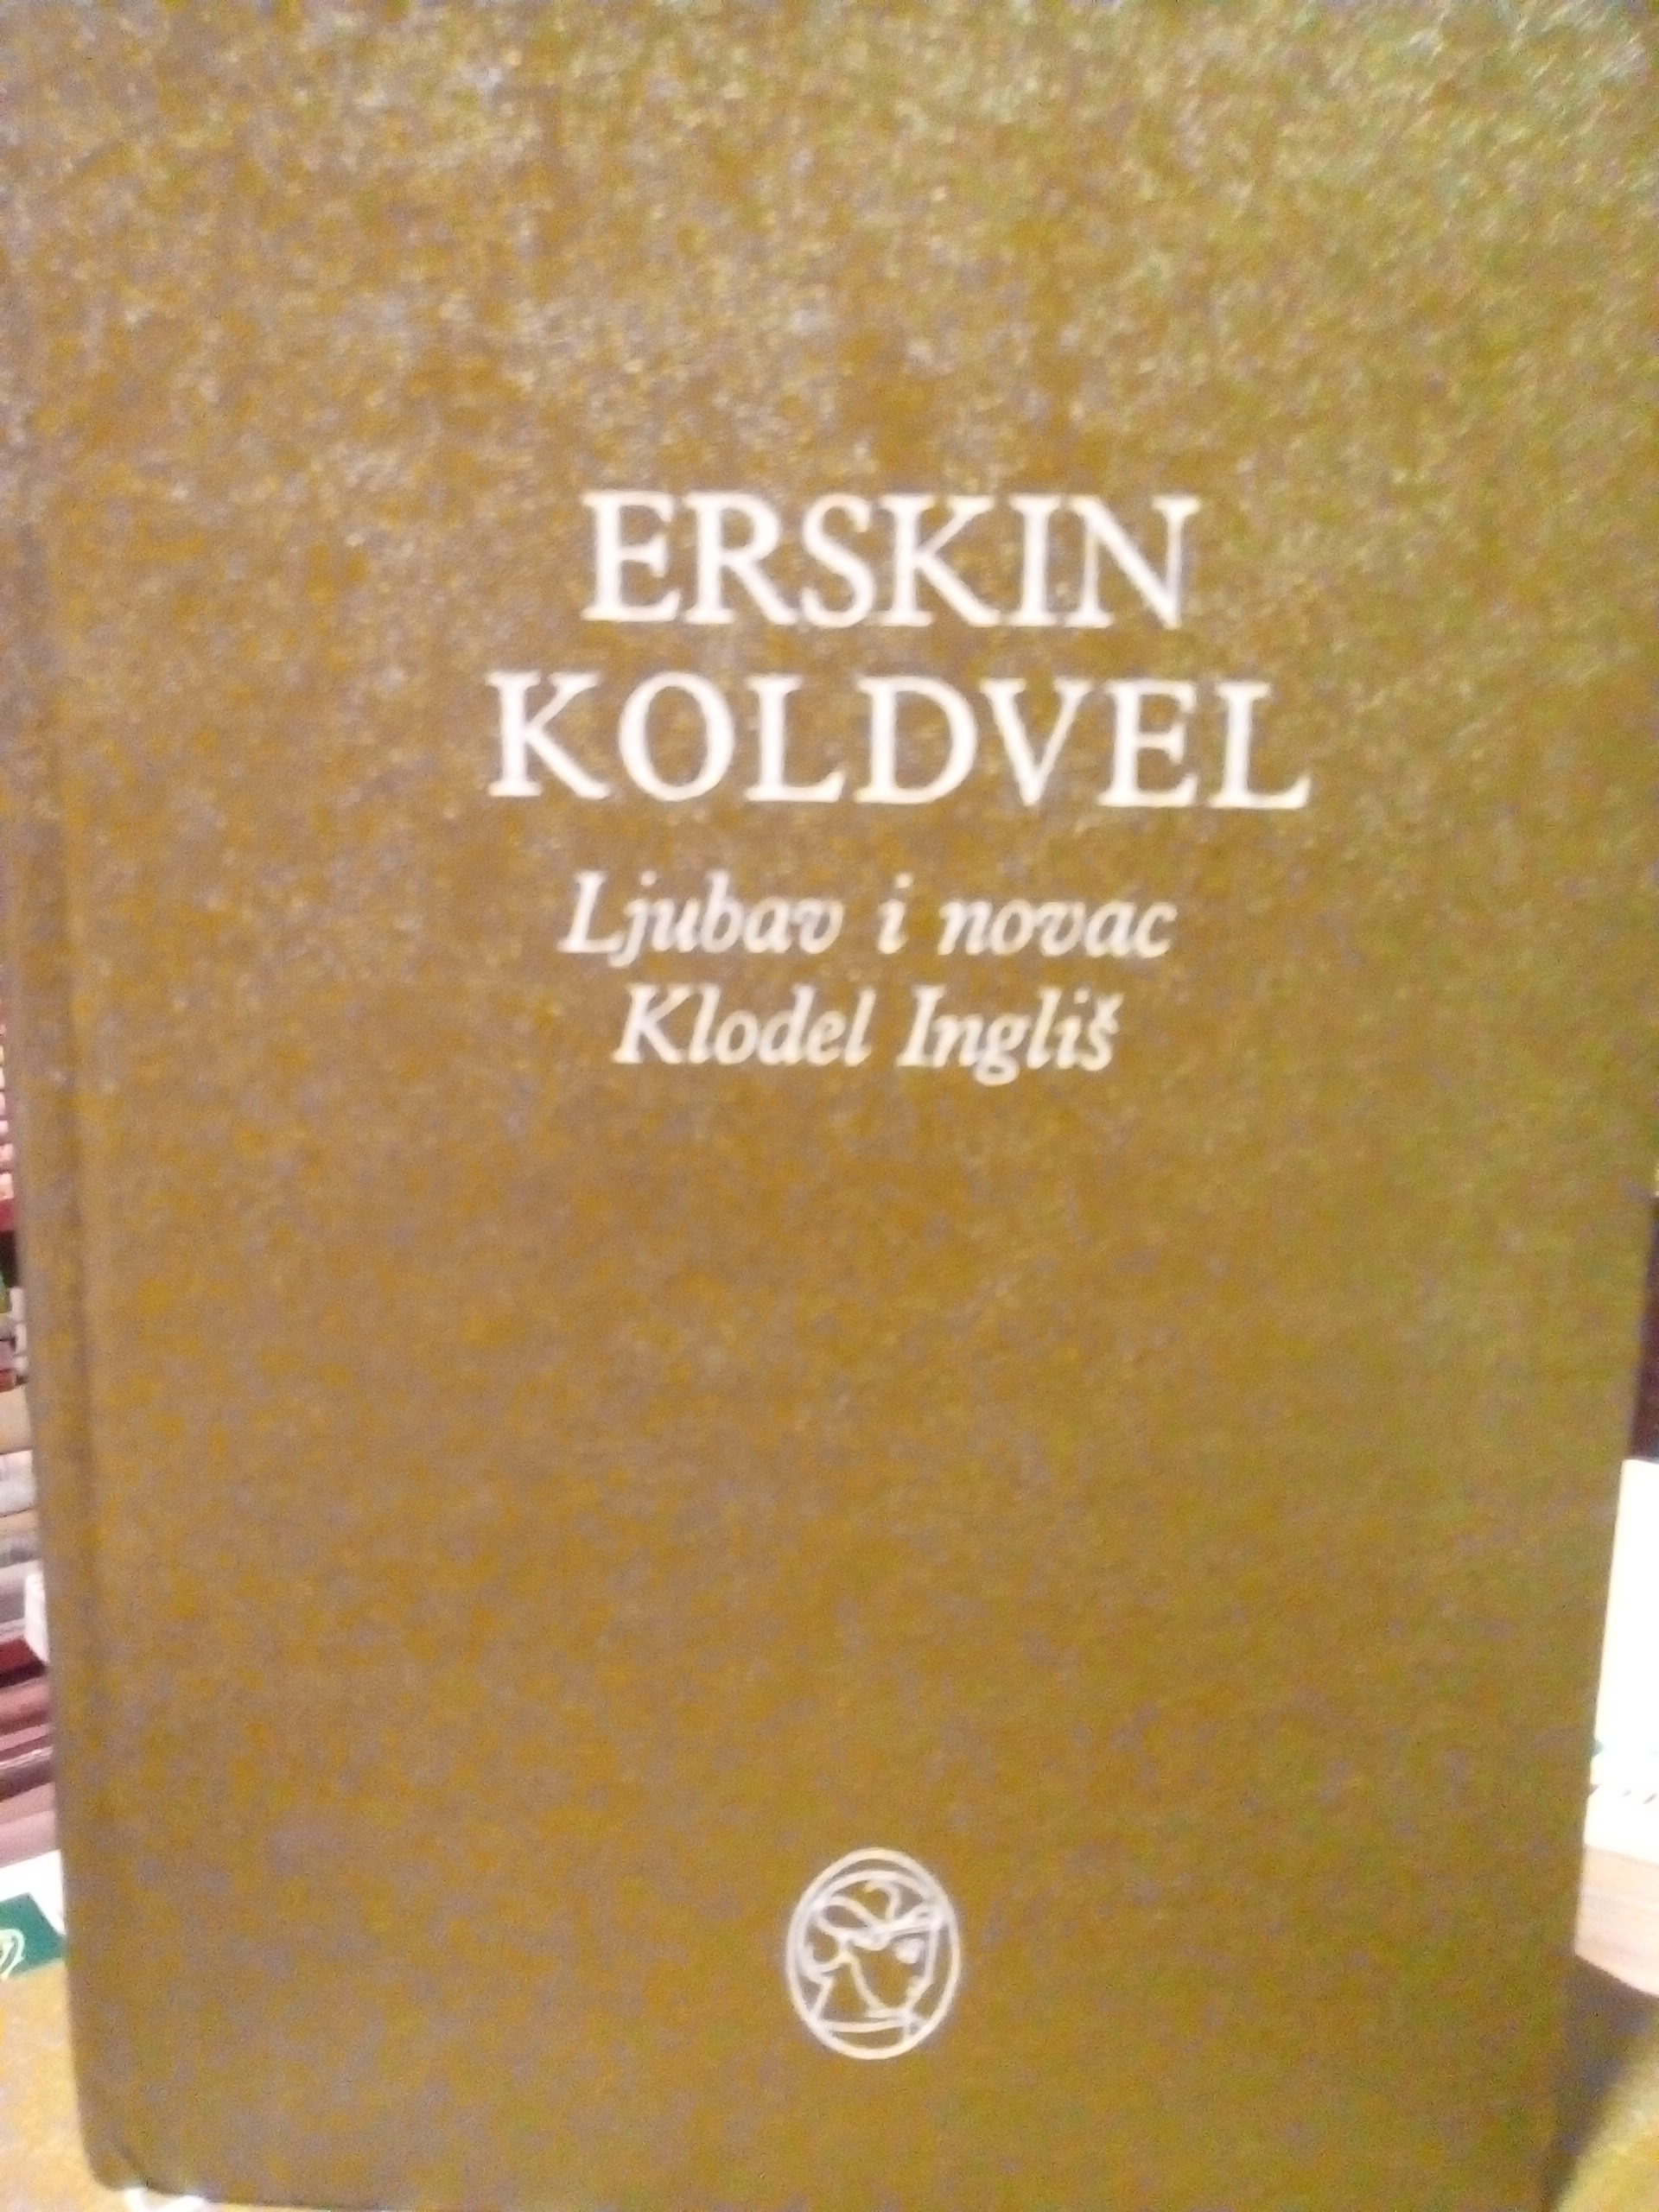 ERSKIN
KOLDVEL
Ljubav i novac
Klodel Ingliš